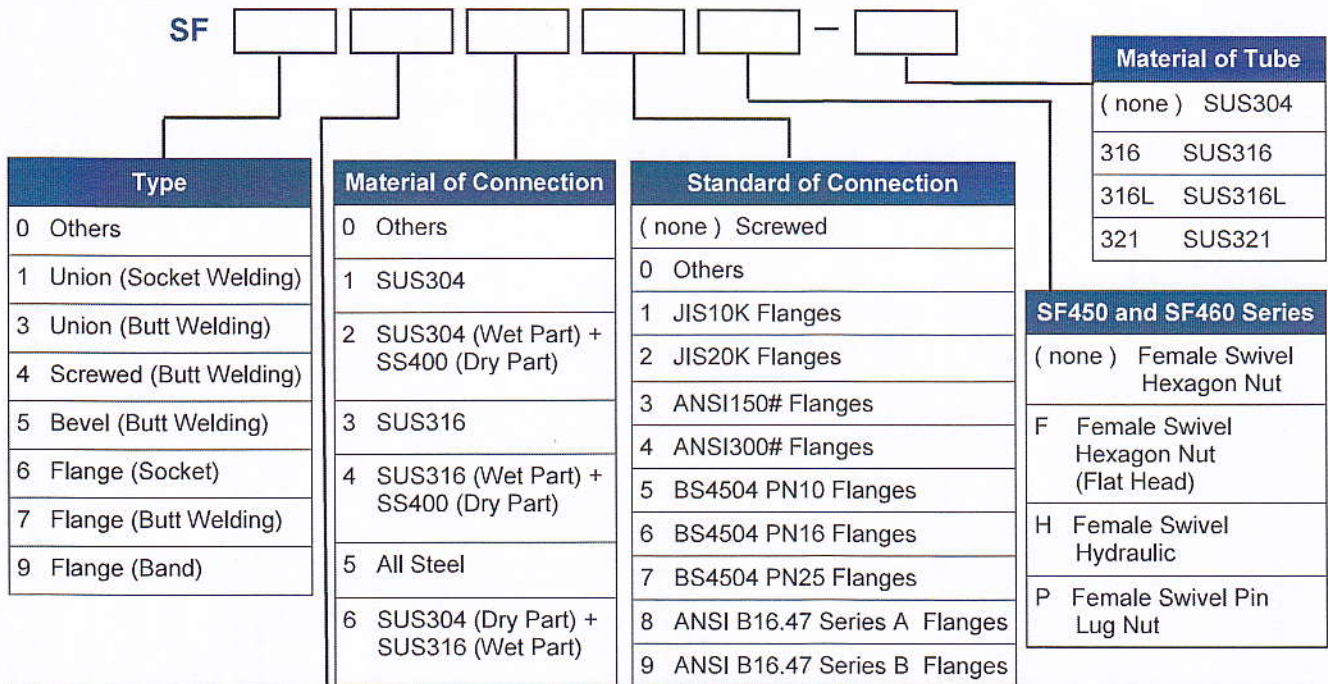 SF —
Material of Tube
( none ) SUS304
316 SUS316
316L SUS316L
321 SUS321
Type
0 Others
1 Union (Socket Welding)
3 Union (Butt Welding)
4 Screwed (Butt Welding)
5 Bevel (Butt Welding)
6 Flange (Socket)
7 Flange (Butt Welding)
9 Flange (Band)
Material of Connection
0 Others
1 SUS304
2 SUS304 (Wet Part) +
SS400 (Dry Part)
3 SUS316
4 SUS316 (Wet Part) +
SS400 (Dry Part)
5 All Steel
6 SUS304 (Dry Part) +
SUS316 (Wet Part)
Standard of Connection
( none ) Screwed
0 Others
1 JIS10K Flanges
2 JIS20K Flanges
3 ANSI150# Flanges
4 ANSI300# Flanges
5 BS4504 PN10 Flanges
6 BS4504 PN16 Flanges
7 BS4504 PN25 Flanges
8 ANSI B16.47 Series A Flanges
9 ANSI B16.47 Series B Flanges
SF450 and SF460 Series
( none ) Female Swivel
Hexagon Nut
F Female Swivel
Hexagon Nut
(Flat Head)
H Female Swivel
Hydraulic
P Female Swivel Pin
Lug Nut